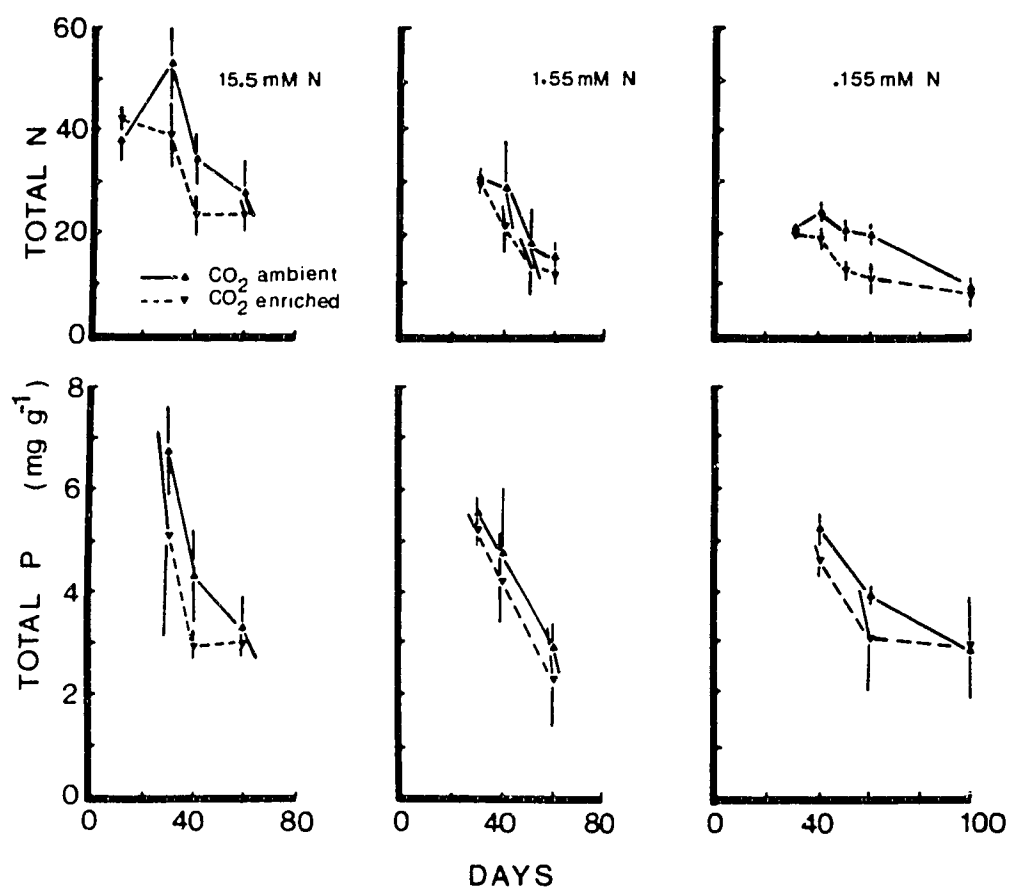 60
40
20
0
TOTAL N
15.5 mM N
1.55 mM N
.155 mM N
CO₂ ambient
CO₂ enriched
8
6
4
2
0
TOTAL P (mg g⁻¹)
0 40 80
0 40 80
0 40 100
DAYS